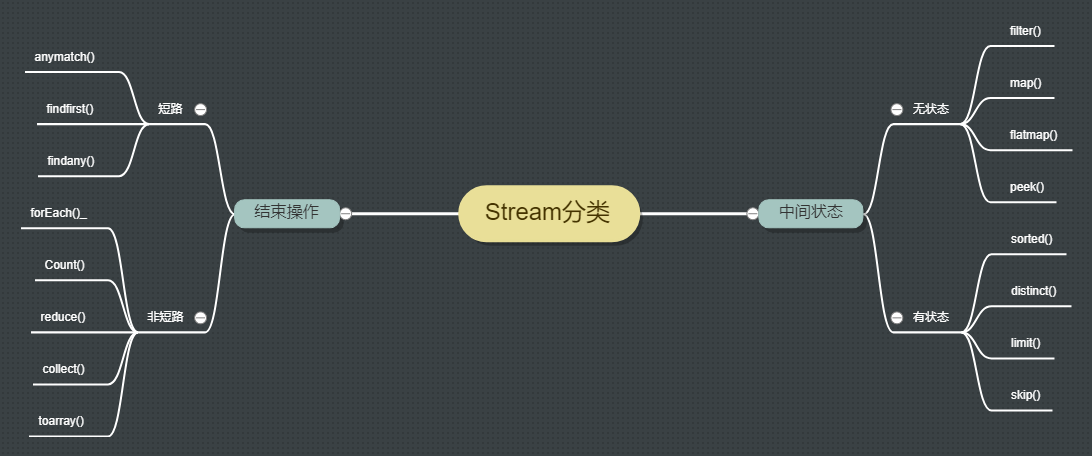 Stream分类
结束操作
短路
anymatch()
findfirst()
findany()
非短路
forEach()_
Count()
reduce()
collect()
toarray()
中间状态
无状态
filter()
map()
flatmap()
peek()
有状态
sorted()
distinct()
limit()
skip()